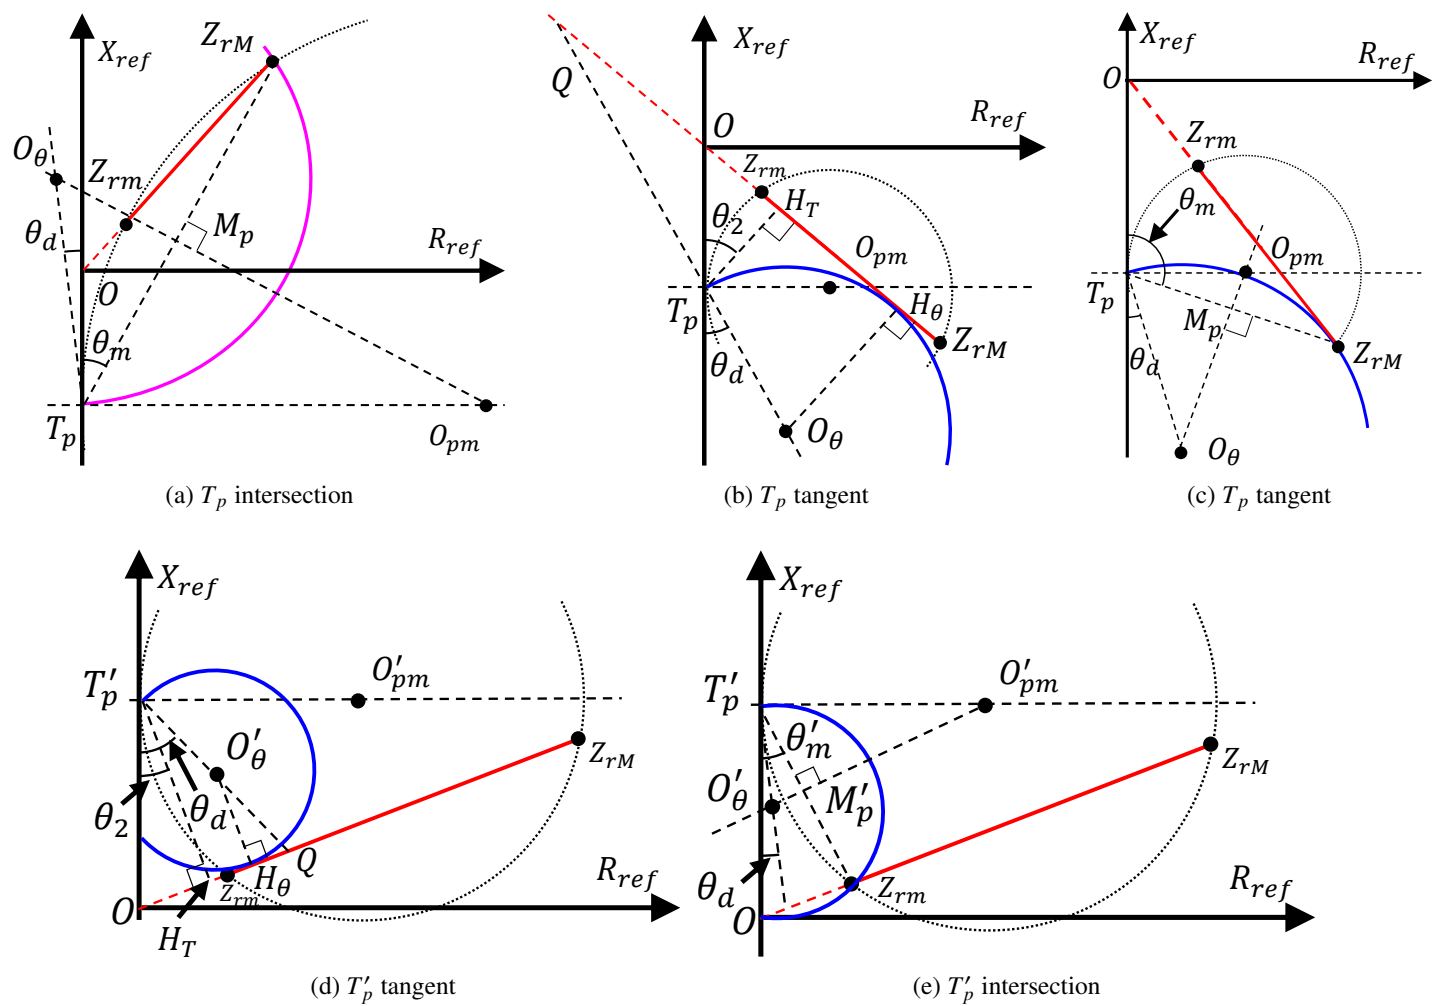 X_ref
Z_rM
O_θ
Z_rm
M_p
θ_d
R_ref
O
θ_m
T_p
O_pm
(a) T_p intersection
X_ref
Q
R_ref
O
Z_rm
H_T
θ_2
O_pm
T_p
H_θ
Z_rM
θ_d
O_θ
(b) T_p tangent
X_ref
R_ref
O
Z_rm
θ_m
O_pm
T_p
M_p
Z_rM
θ_d
O_θ
(c) T_p tangent
X_ref
T'_p
O'_pm
O'_θ
Z_rM
θ_2
θ_d
Q
H_θ
Z_rm
R_ref
O
H_T
(d) T'_p tangent
X_ref
T'_p
O'_pm
θ'_m
Z_rM
O'_θ
M'_p
θ_d
Z_rm
R_ref
O
(e) T'_p intersection